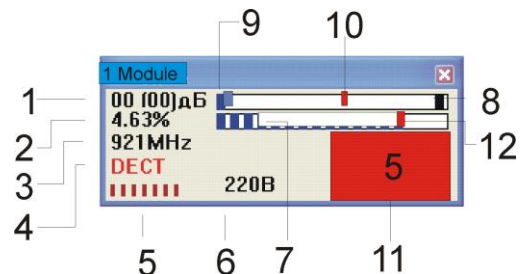 9 10
1 Module
1 00 (00)дБ 8
2 4.63% 12
3 921MHz
4 DECT
220В 5
5 6 7 11